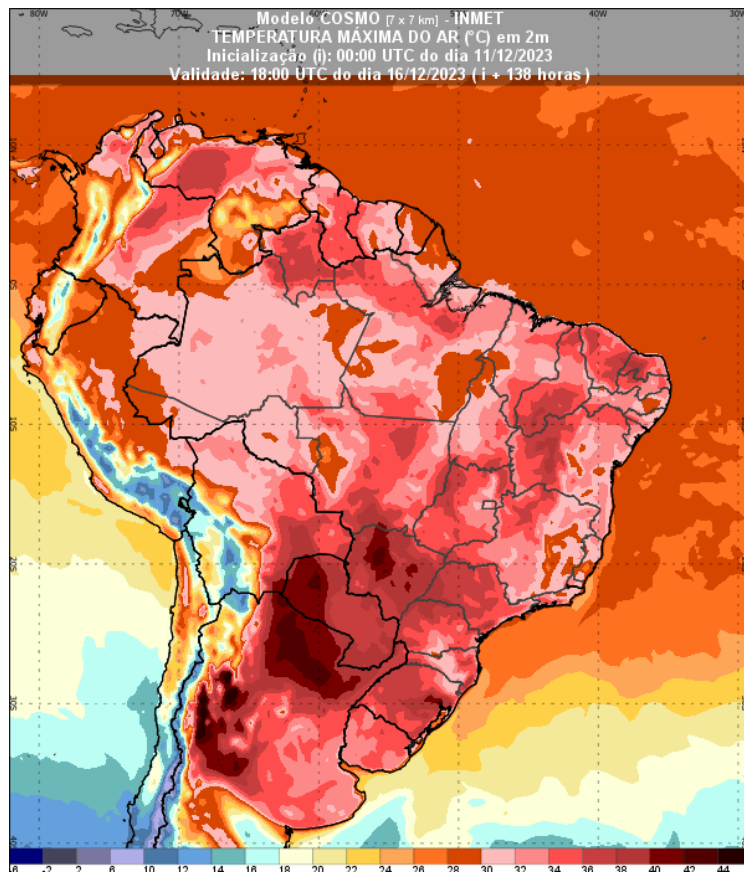 80W 70W 60W 50W 40W 30W
Modelo COSMO [7 x 7 km] - INMET
TEMPERATURA MÁXIMA DO AR (°C) em 2m
Inicialização (i): 00:00 UTC do dia 11/12/2023
Validade: 18:00 UTC do dia 16/12/2023 ( i + 138 horas )
-6 -2 2 6 10 12 14 16 18 20 22 24 26 28 30 32 34 36 38 40 42 44